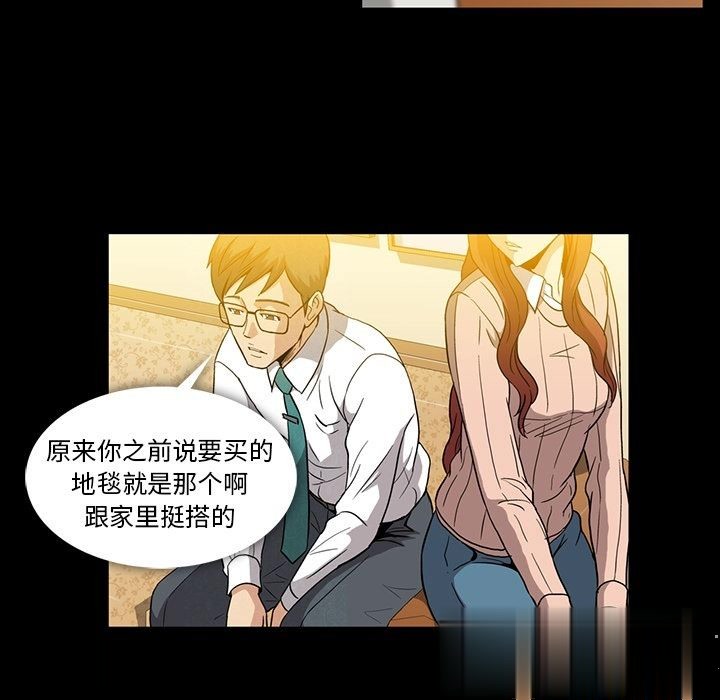 原来你之前说要买的
地毯就是那个啊
跟家里挺搭的